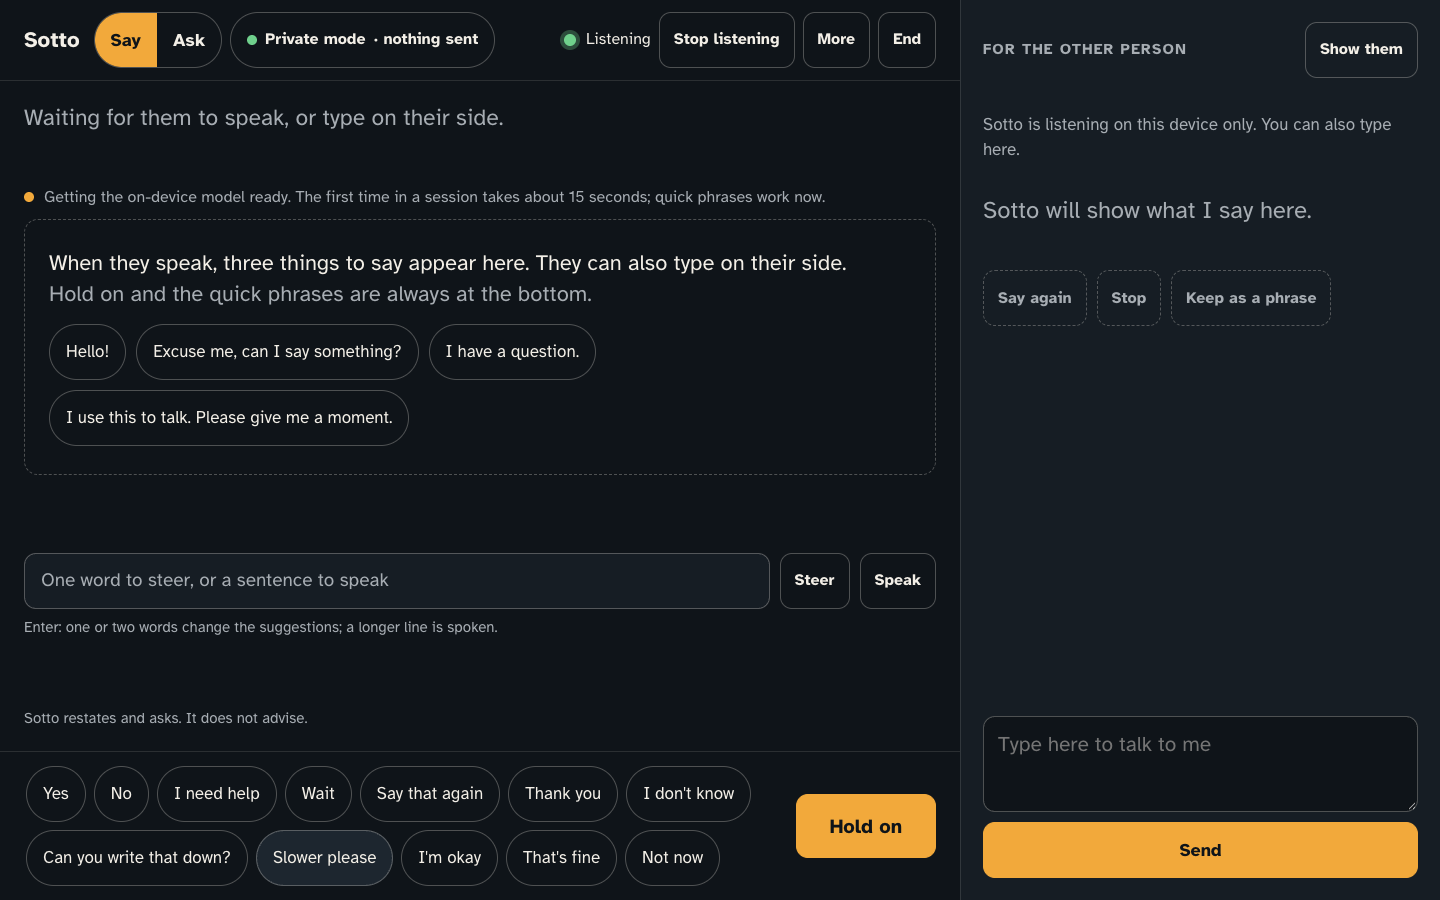 Sotto
Say
Ask
Private mode · nothing sent
Listening
Stop listening
More
End
Waiting for them to speak, or type on their side.
Getting the on-device model ready. The first time in a session takes about 15 seconds; quick phrases work now.
When they speak, three things to say appear here. They can also type on their side.
Hold on and the quick phrases are always at the bottom.
Hello!
Excuse me, can I say something?
I have a question.
I use this to talk. Please give me a moment.
One word to steer, or a sentence to speak
Steer
Speak
Enter: one or two words change the suggestions; a longer line is spoken.
Sotto restates and asks. It does not advise.
Yes
No
I need help
Wait
Say that again
Thank you
I don't know
Can you write that down?
Slower please
I'm okay
That's fine
Not now
Hold on
FOR THE OTHER PERSON
Show them
Sotto is listening on this device only. You can also type
here.
Sotto will show what I say here.
Say again
Stop
Keep as a phrase
Type here to talk to me
Send